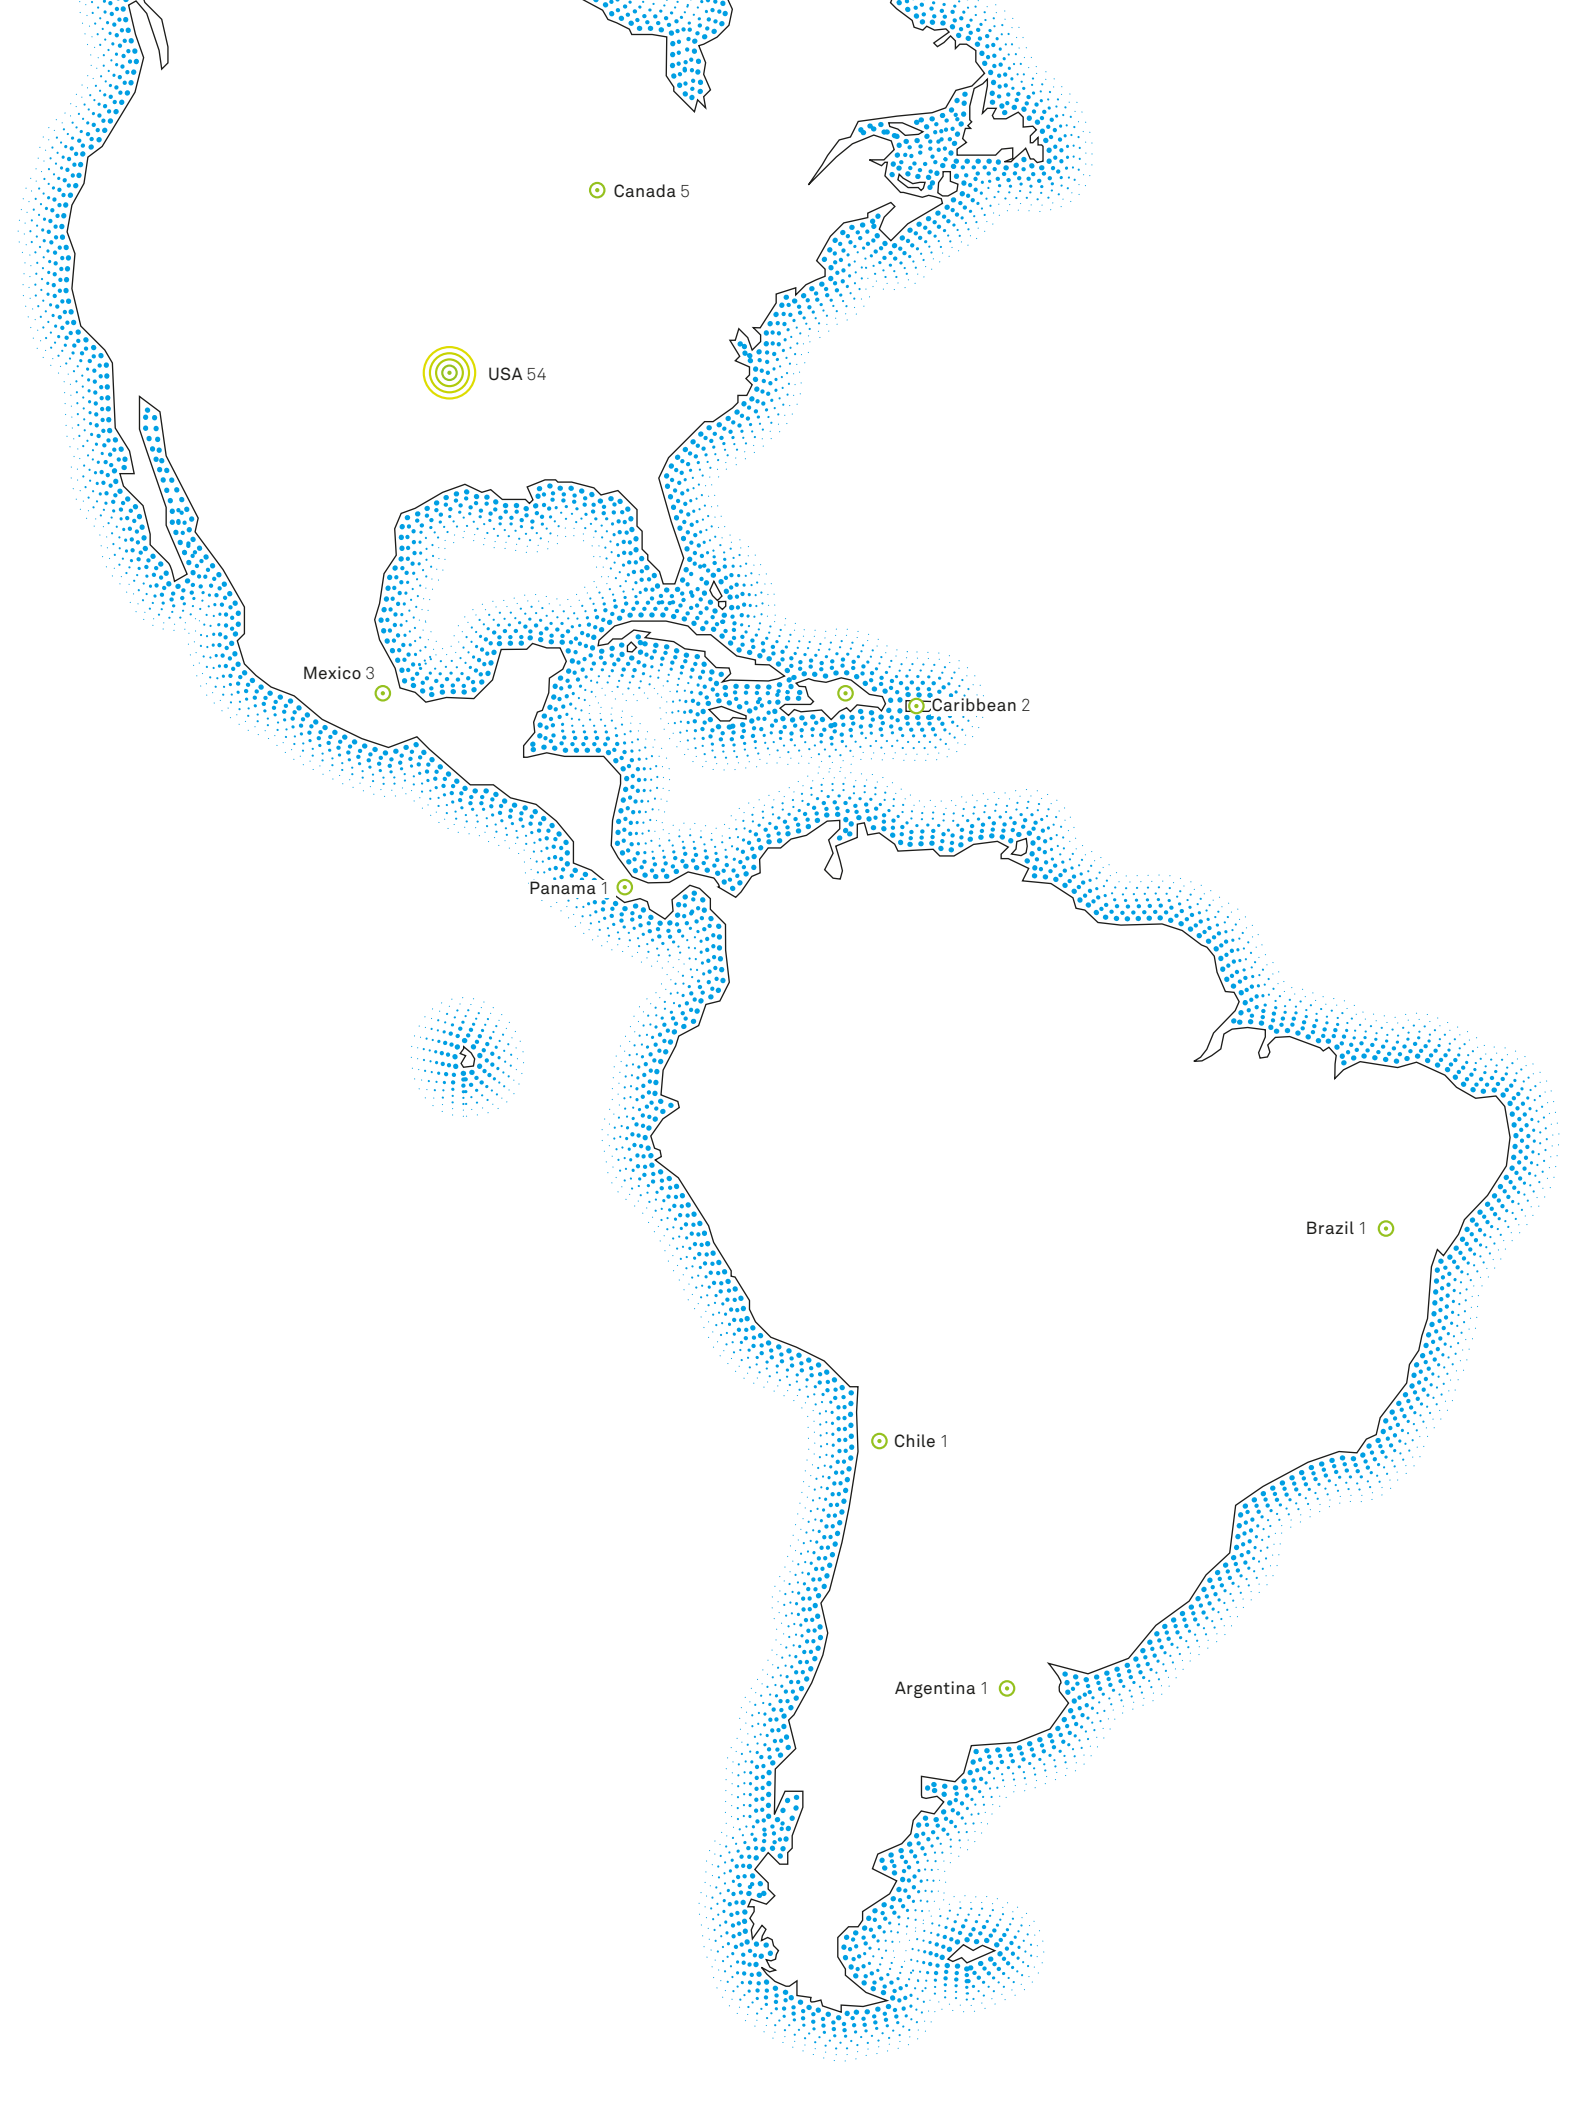 Canada 5
USA 54
Mexico 3
Caribbean 2
Panama 1
Brazil 1
Chile 1
Argentina 1